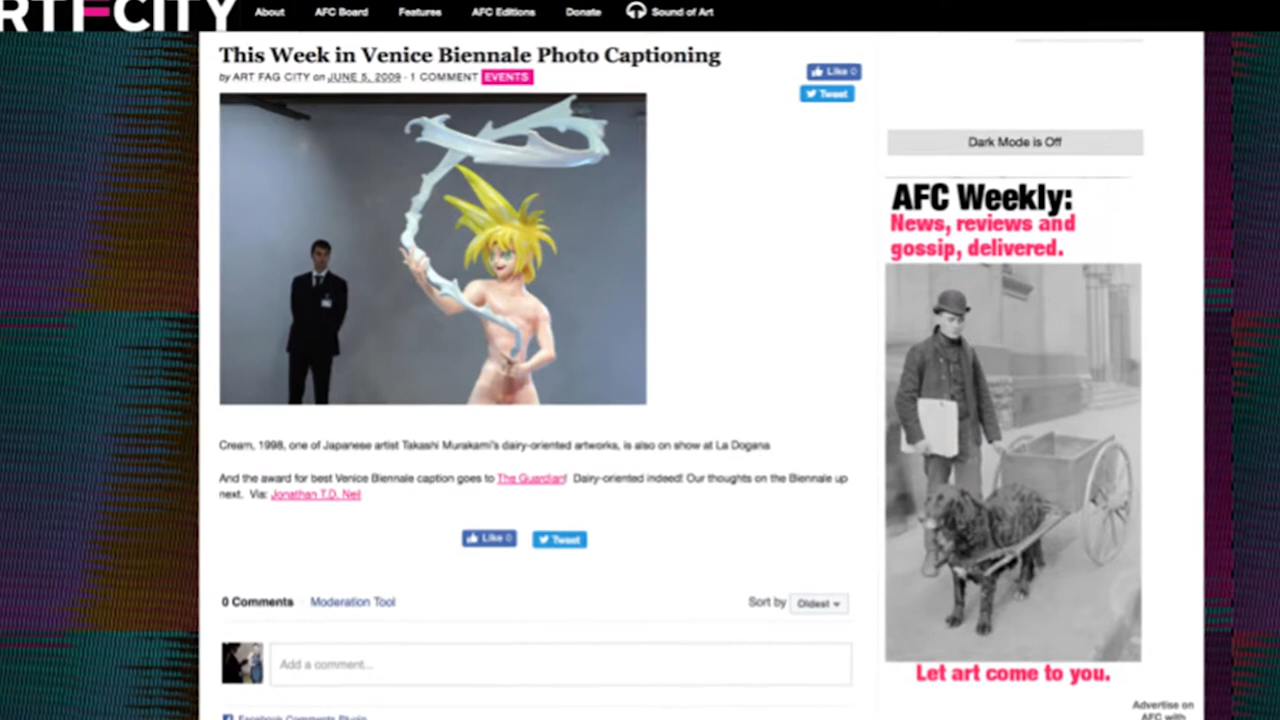 ARTFCITY
About
AFC Board
Features
AFC Editions
Donate
Sound of Art
This Week in Venice Biennale Photo Captioning
by ART FAG CITY on JUNE 5, 2009 · 1 COMMENT EVENTS
Like 0
Tweet
Dark Mode is Off
AFC Weekly:
News, reviews and
gossip, delivered.
Cream, 1998, one of Japanese artist Takashi Murakami's dairy-oriented artworks, is also on show at La Dogana
And the award for best Venice Biennale caption goes to The Guardian! Dairy-oriented indeed! Our thoughts on the Biennale up
next. Via: Jonathan T.D. Neil
Like 0
Tweet
0 Comments
Moderation Tool
Sort by
Oldest
Add a comment...
Facebook Comments Plugin
Let art come to you.
Advertise on
AFC with